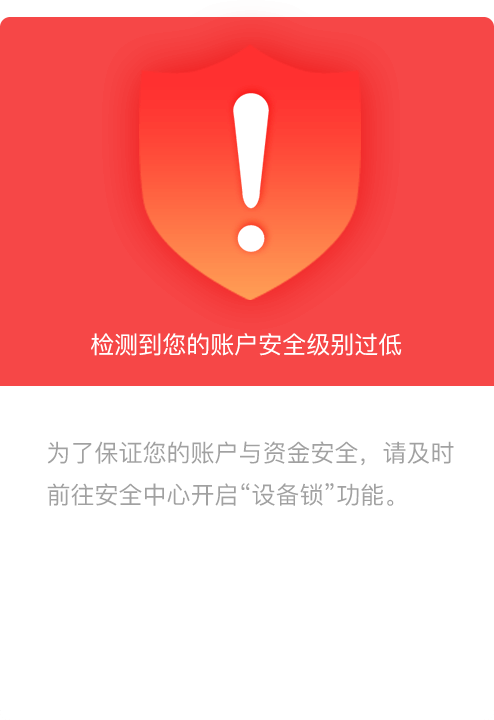 检测到您的账户安全级别过低
为了保证您的账户与资金安全，请及时
前往安全中心开启“设备锁”功能。